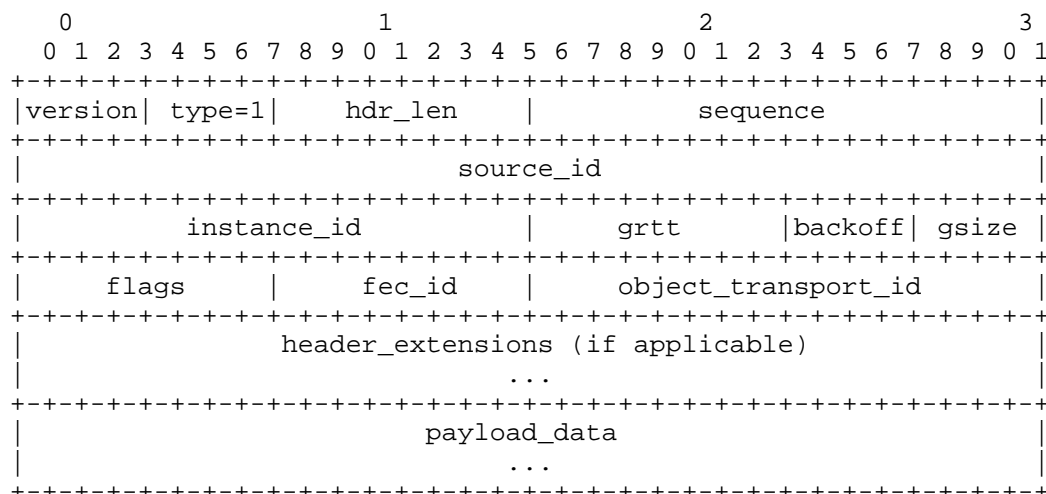 0                   1                   2                   3
0 1 2 3 4 5 6 7 8 9 0 1 2 3 4 5 6 7 8 9 0 1 2 3 4 5 6 7 8 9 0 1
+-+-+-+-+-+-+-+-+-+-+-+-+-+-+-+-+-+-+-+-+-+-+-+-+-+-+-+-+-+-+-+-+
|version| type=1|    hdr_len    |          sequence             |
+-+-+-+-+-+-+-+-+-+-+-+-+-+-+-+-+-+-+-+-+-+-+-+-+-+-+-+-+-+-+-+-+
|                           source_id                           |
+-+-+-+-+-+-+-+-+-+-+-+-+-+-+-+-+-+-+-+-+-+-+-+-+-+-+-+-+-+-+-+-+
|          instance_id          |     grtt      |backoff| gsize |
+-+-+-+-+-+-+-+-+-+-+-+-+-+-+-+-+-+-+-+-+-+-+-+-+-+-+-+-+-+-+-+-+
|     flags     |     fec_id    |     object_transport_id       |
+-+-+-+-+-+-+-+-+-+-+-+-+-+-+-+-+-+-+-+-+-+-+-+-+-+-+-+-+-+-+-+-+
|                header_extensions (if applicable)              |
|                              ...                              |
+-+-+-+-+-+-+-+-+-+-+-+-+-+-+-+-+-+-+-+-+-+-+-+-+-+-+-+-+-+-+-+-+
|                         payload_data                          |
|                              ...                              |
+-+-+-+-+-+-+-+-+-+-+-+-+-+-+-+-+-+-+-+-+-+-+-+-+-+-+-+-+-+-+-+-+